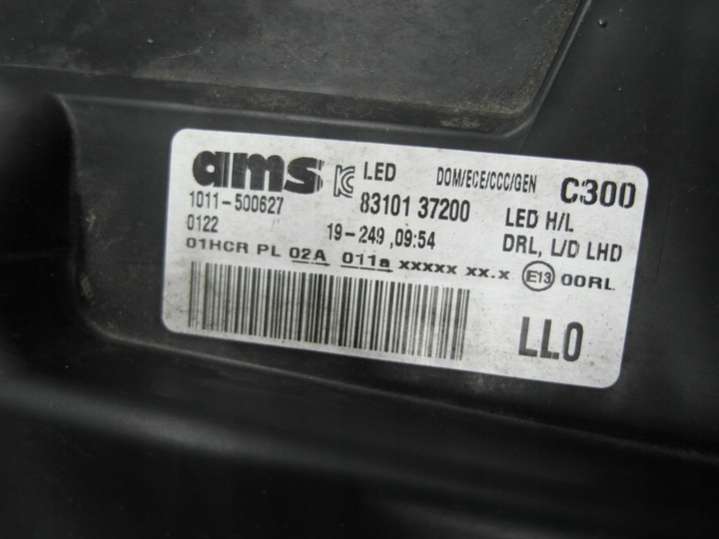 ams KC LED DOM/ECE/CCC/GEN C300
1011-500627 83101 37200 LED H/L
0122 19-249 ,09:54 DRL, L/D LHD
01HCR PL 02A 011a xxxxx xx.x E13 00RL
LL0